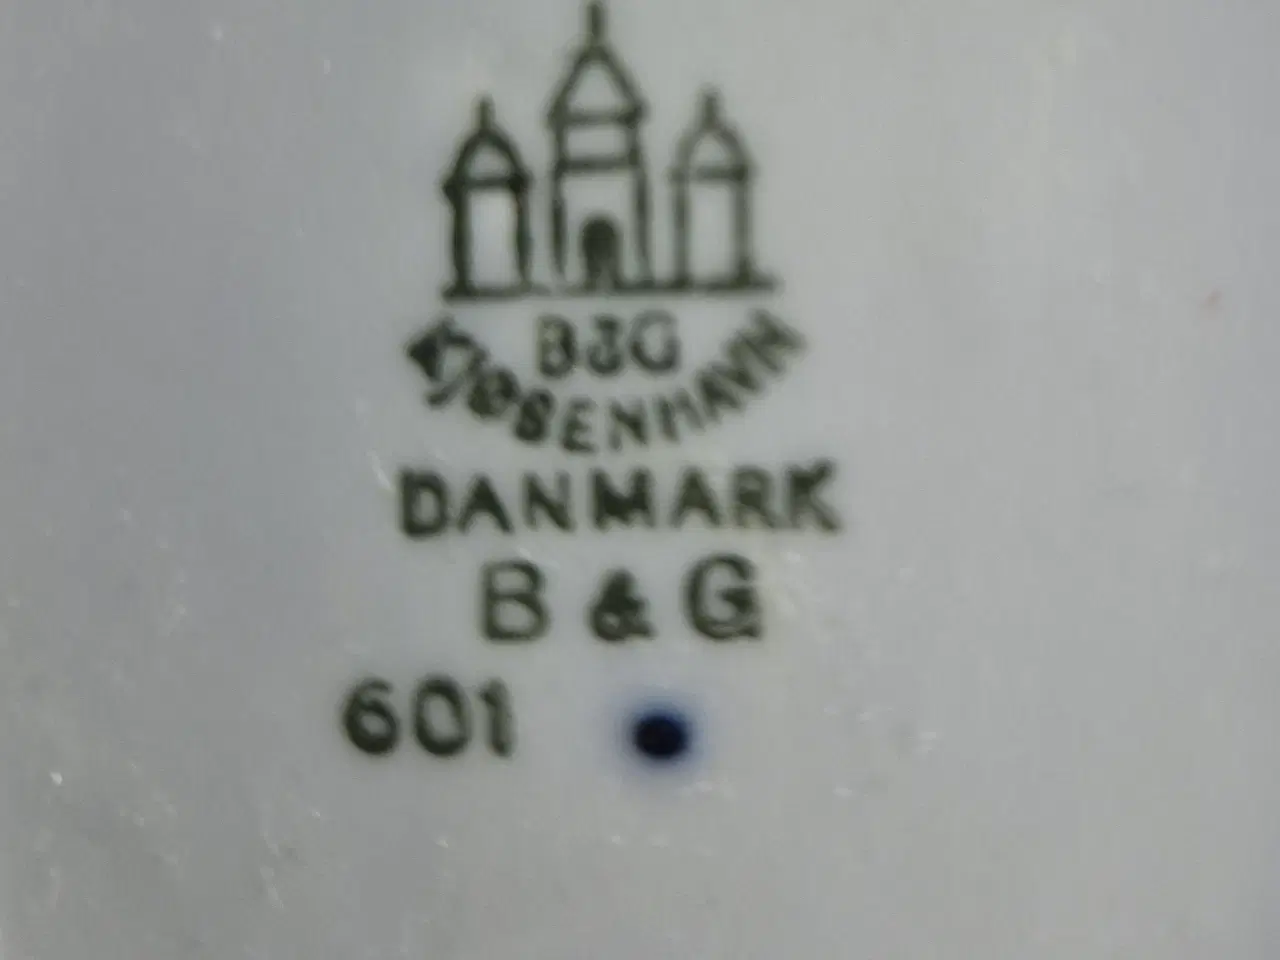 B&G
KJØBENHAVN
DANMARK
B & G
601